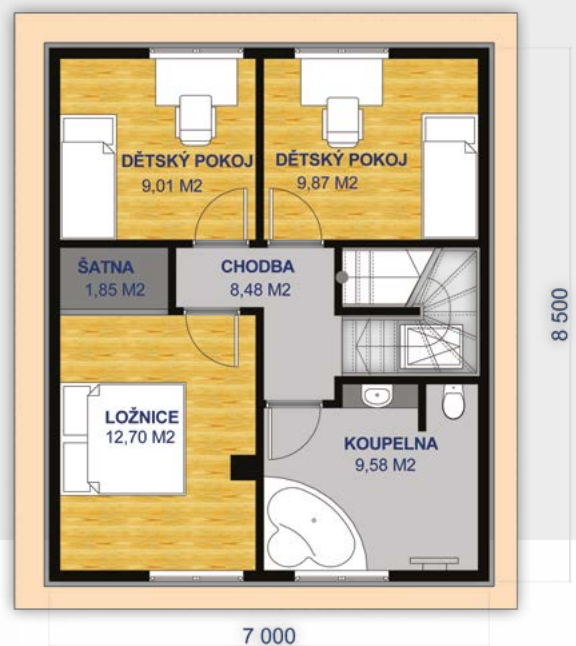 DĚTSKÝ POKOJ
9,01 M2
DĚTSKÝ POKOJ
9,87 M2
ŠATNA
1,85 M2
CHODBA
8,48 M2
LOŽNICE
12,70 M2
KOUPELNA
9,58 M2
8 500
7 000